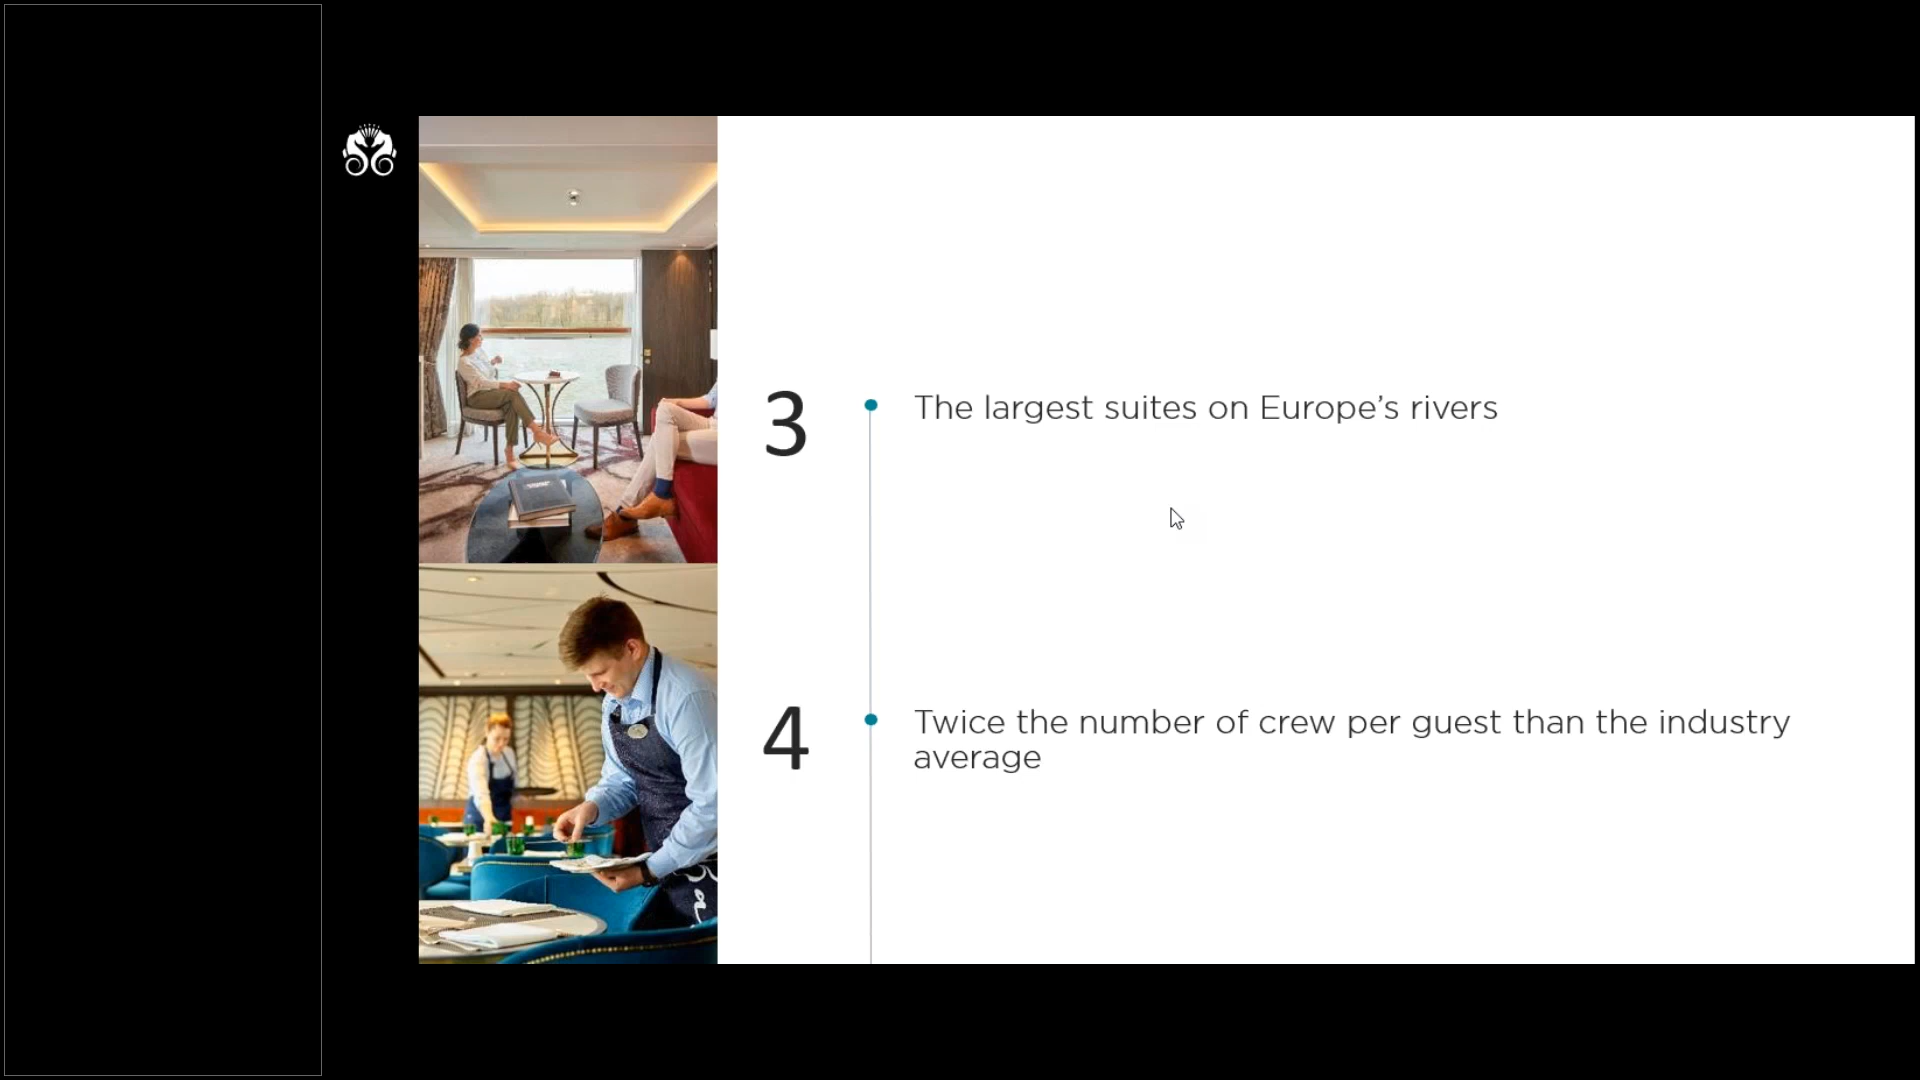 3
The largest suites on Europe’s rivers
4
Twice the number of crew per guest than the industry
average